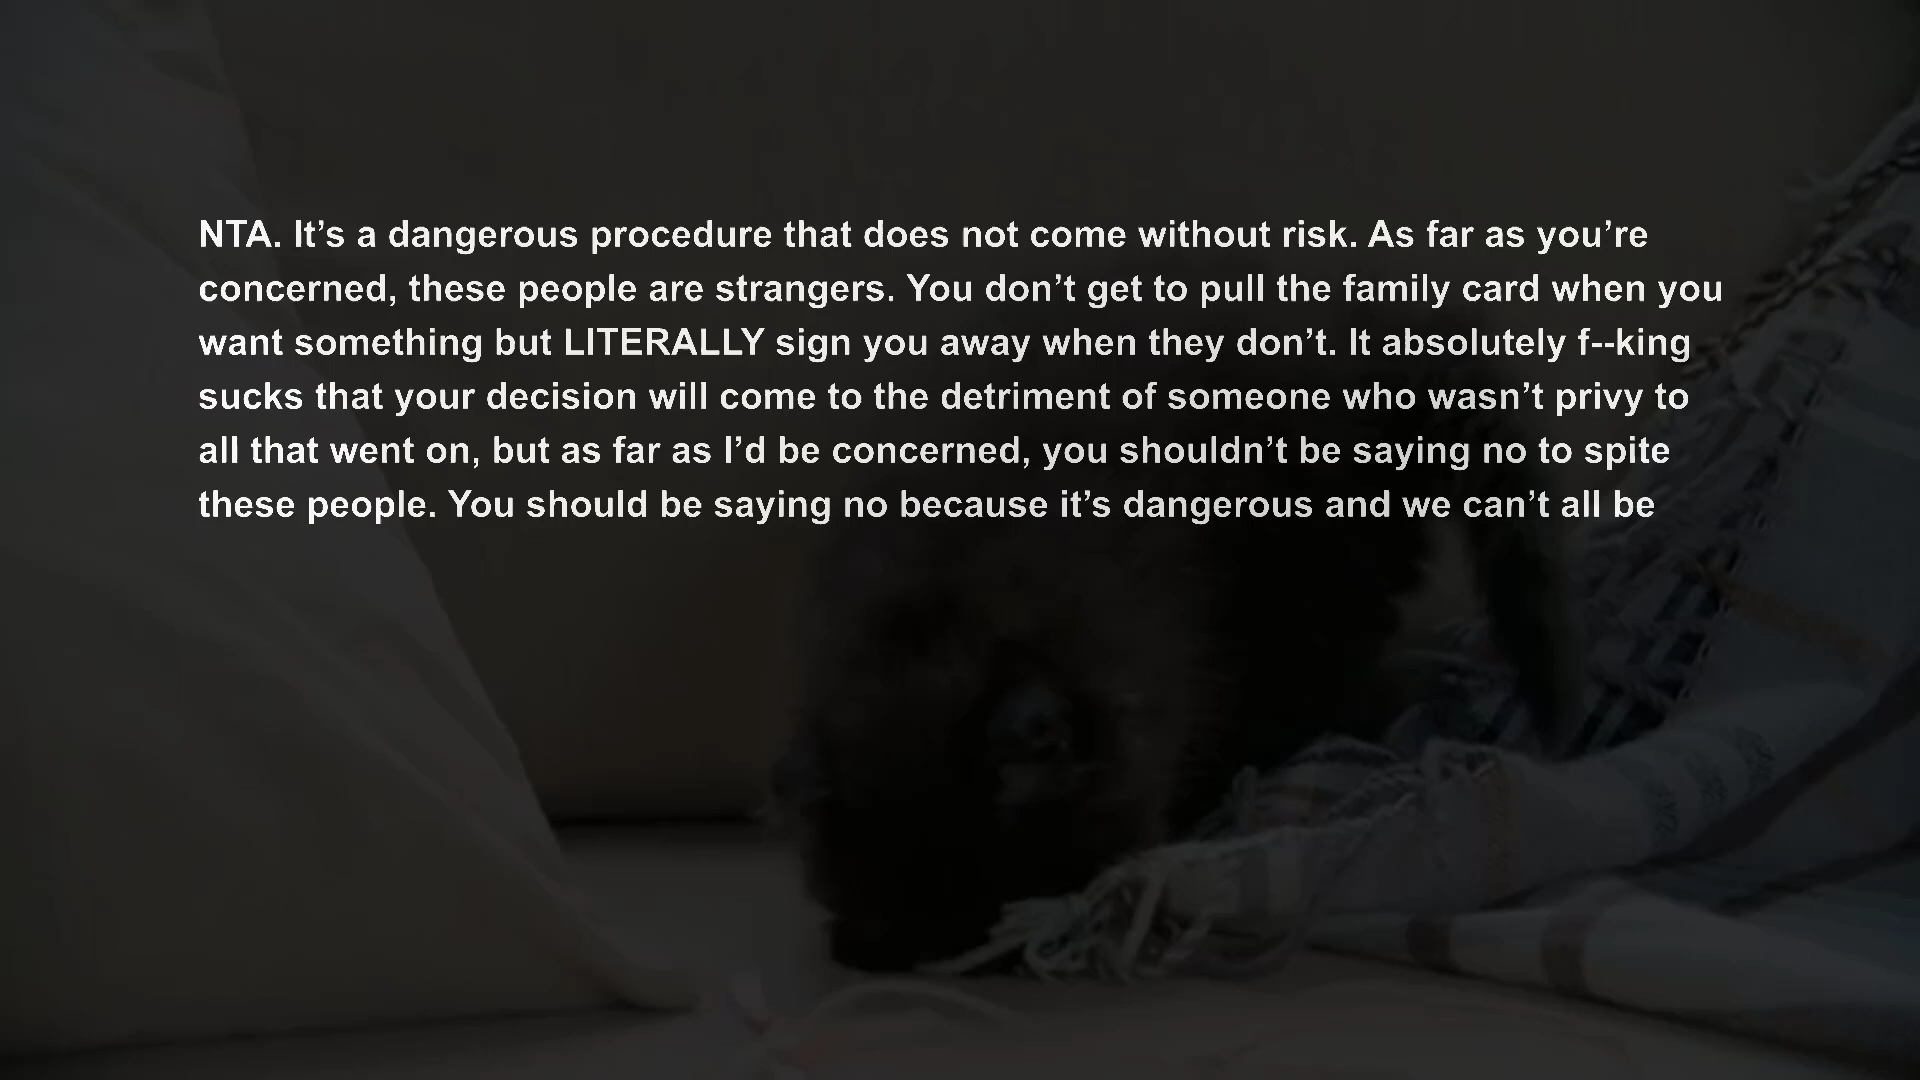 NTA. It’s a dangerous procedure that does not come without risk. As far as you’re
concerned, these people are strangers. You don’t get to pull the family card when you
want something but LITERALLY sign you away when they don’t. It absolutely f--king
sucks that your decision will come to the detriment of someone who wasn’t privy to
all that went on, but as far as I’d be concerned, you shouldn’t be saying no to spite
these people. You should be saying no because it’s dangerous and we can’t all be